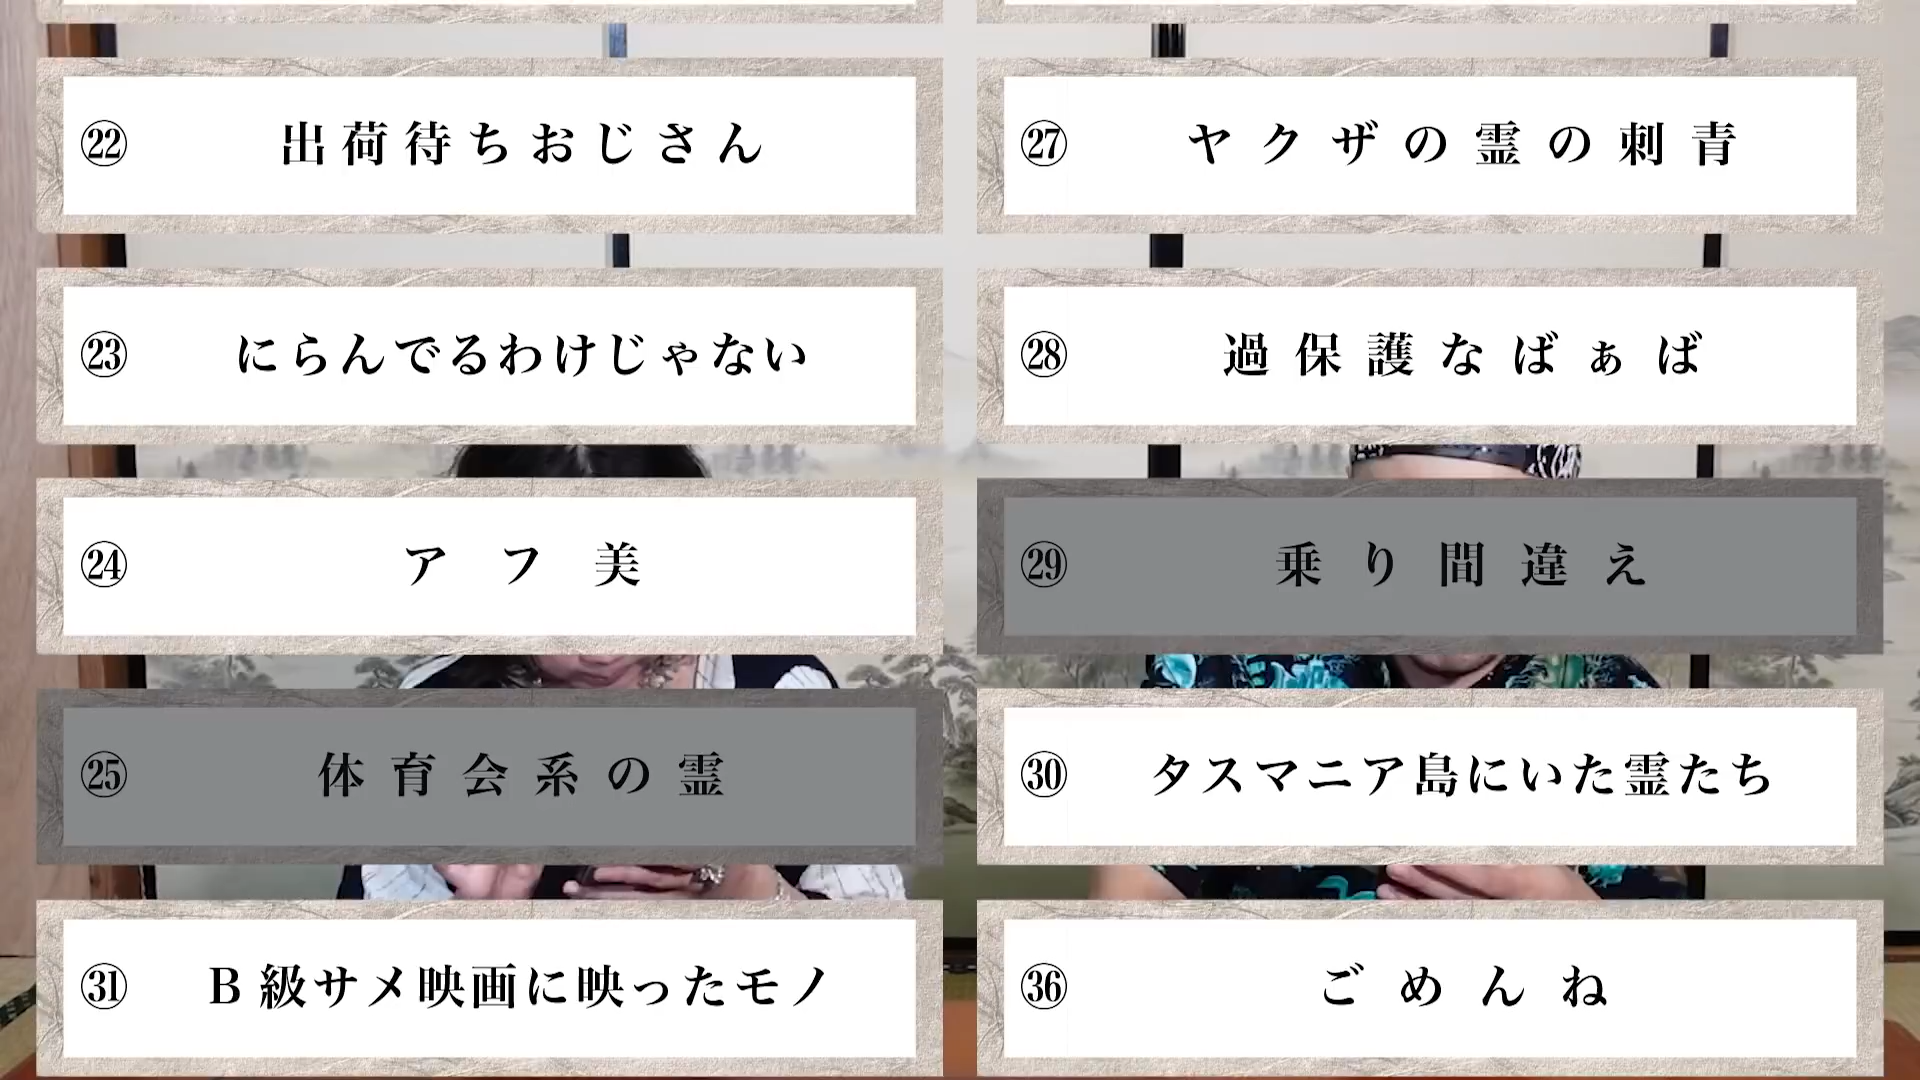 ㉒ 出荷待ちおじさん
㉓ にらんでるわけじゃない
㉔ アフ美
㉕ 体育会系の霊
㉛ B級サメ映画に映ったモノ
㉗ ヤクザの霊の刺青
㉘ 過保護なばぁば
㉙ 乗り間違え
㉚ タスマニア島にいた霊たち
㊱ ごめんね